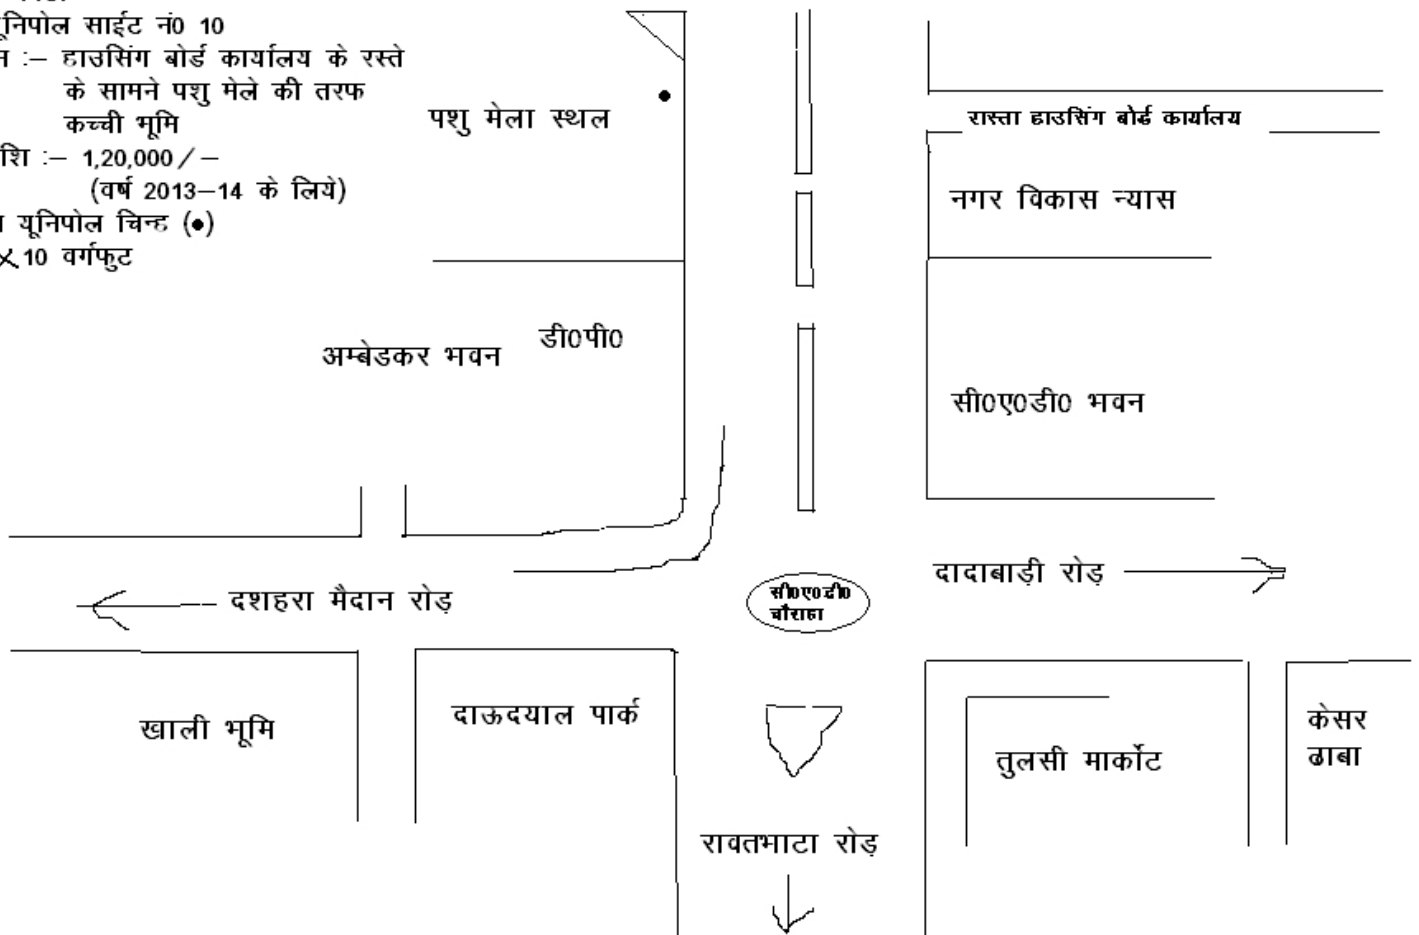 यूनिपोल साईट नं0 10
:– हाउसिंग बोर्ड कार्यालय के रस्ते
के सामने पशु मेले की तरफ
कच्ची भूमि
:– 1,20,000/–
(वर्ष 2013–14 के लिये)
यूनिपोल चिन्ह (●)
×10 वर्गफुट
पशु मेला स्थल
रास्ता हाउसिंग बोर्ड कार्यालय
नगर विकास न्यास
अम्बेडकर भवन
डी0पी0
सी0ए0डी0 भवन
दशहरा मैदान रोड़
सी0ए0डी0
चौराहा
दादाबाड़ी रोड़
खाली भूमि
दाऊदयाल पार्क
तुलसी मार्कोट
केसर
ढाबा
रावतभाटा रोड़